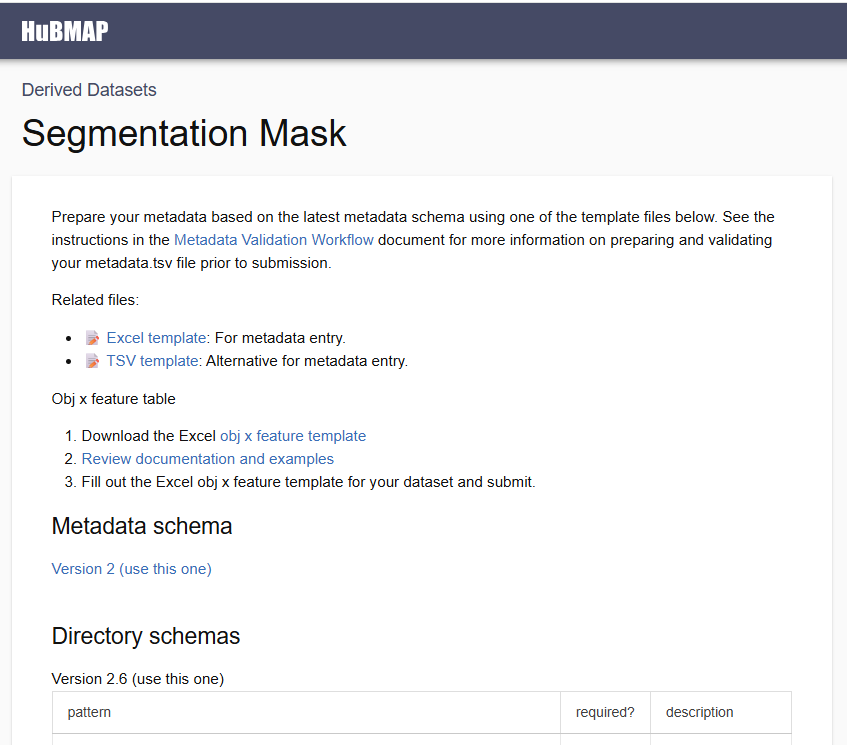 HuBMAP
Derived Datasets
Segmentation Mask
Prepare your metadata based on the latest metadata schema using one of the template files below. See the
instructions in the Metadata Validation Workflow document for more information on preparing and validating
your metadata.tsv file prior to submission.
Related files:
• Excel template: For metadata entry.
• TSV template: Alternative for metadata entry.
Obj x feature table
1. Download the Excel obj x feature template
2. Review documentation and examples
3. Fill out the Excel obj x feature template for your dataset and submit.
Metadata schema
Version 2 (use this one)
Directory schemas
Version 2.6 (use this one)
pattern required? description